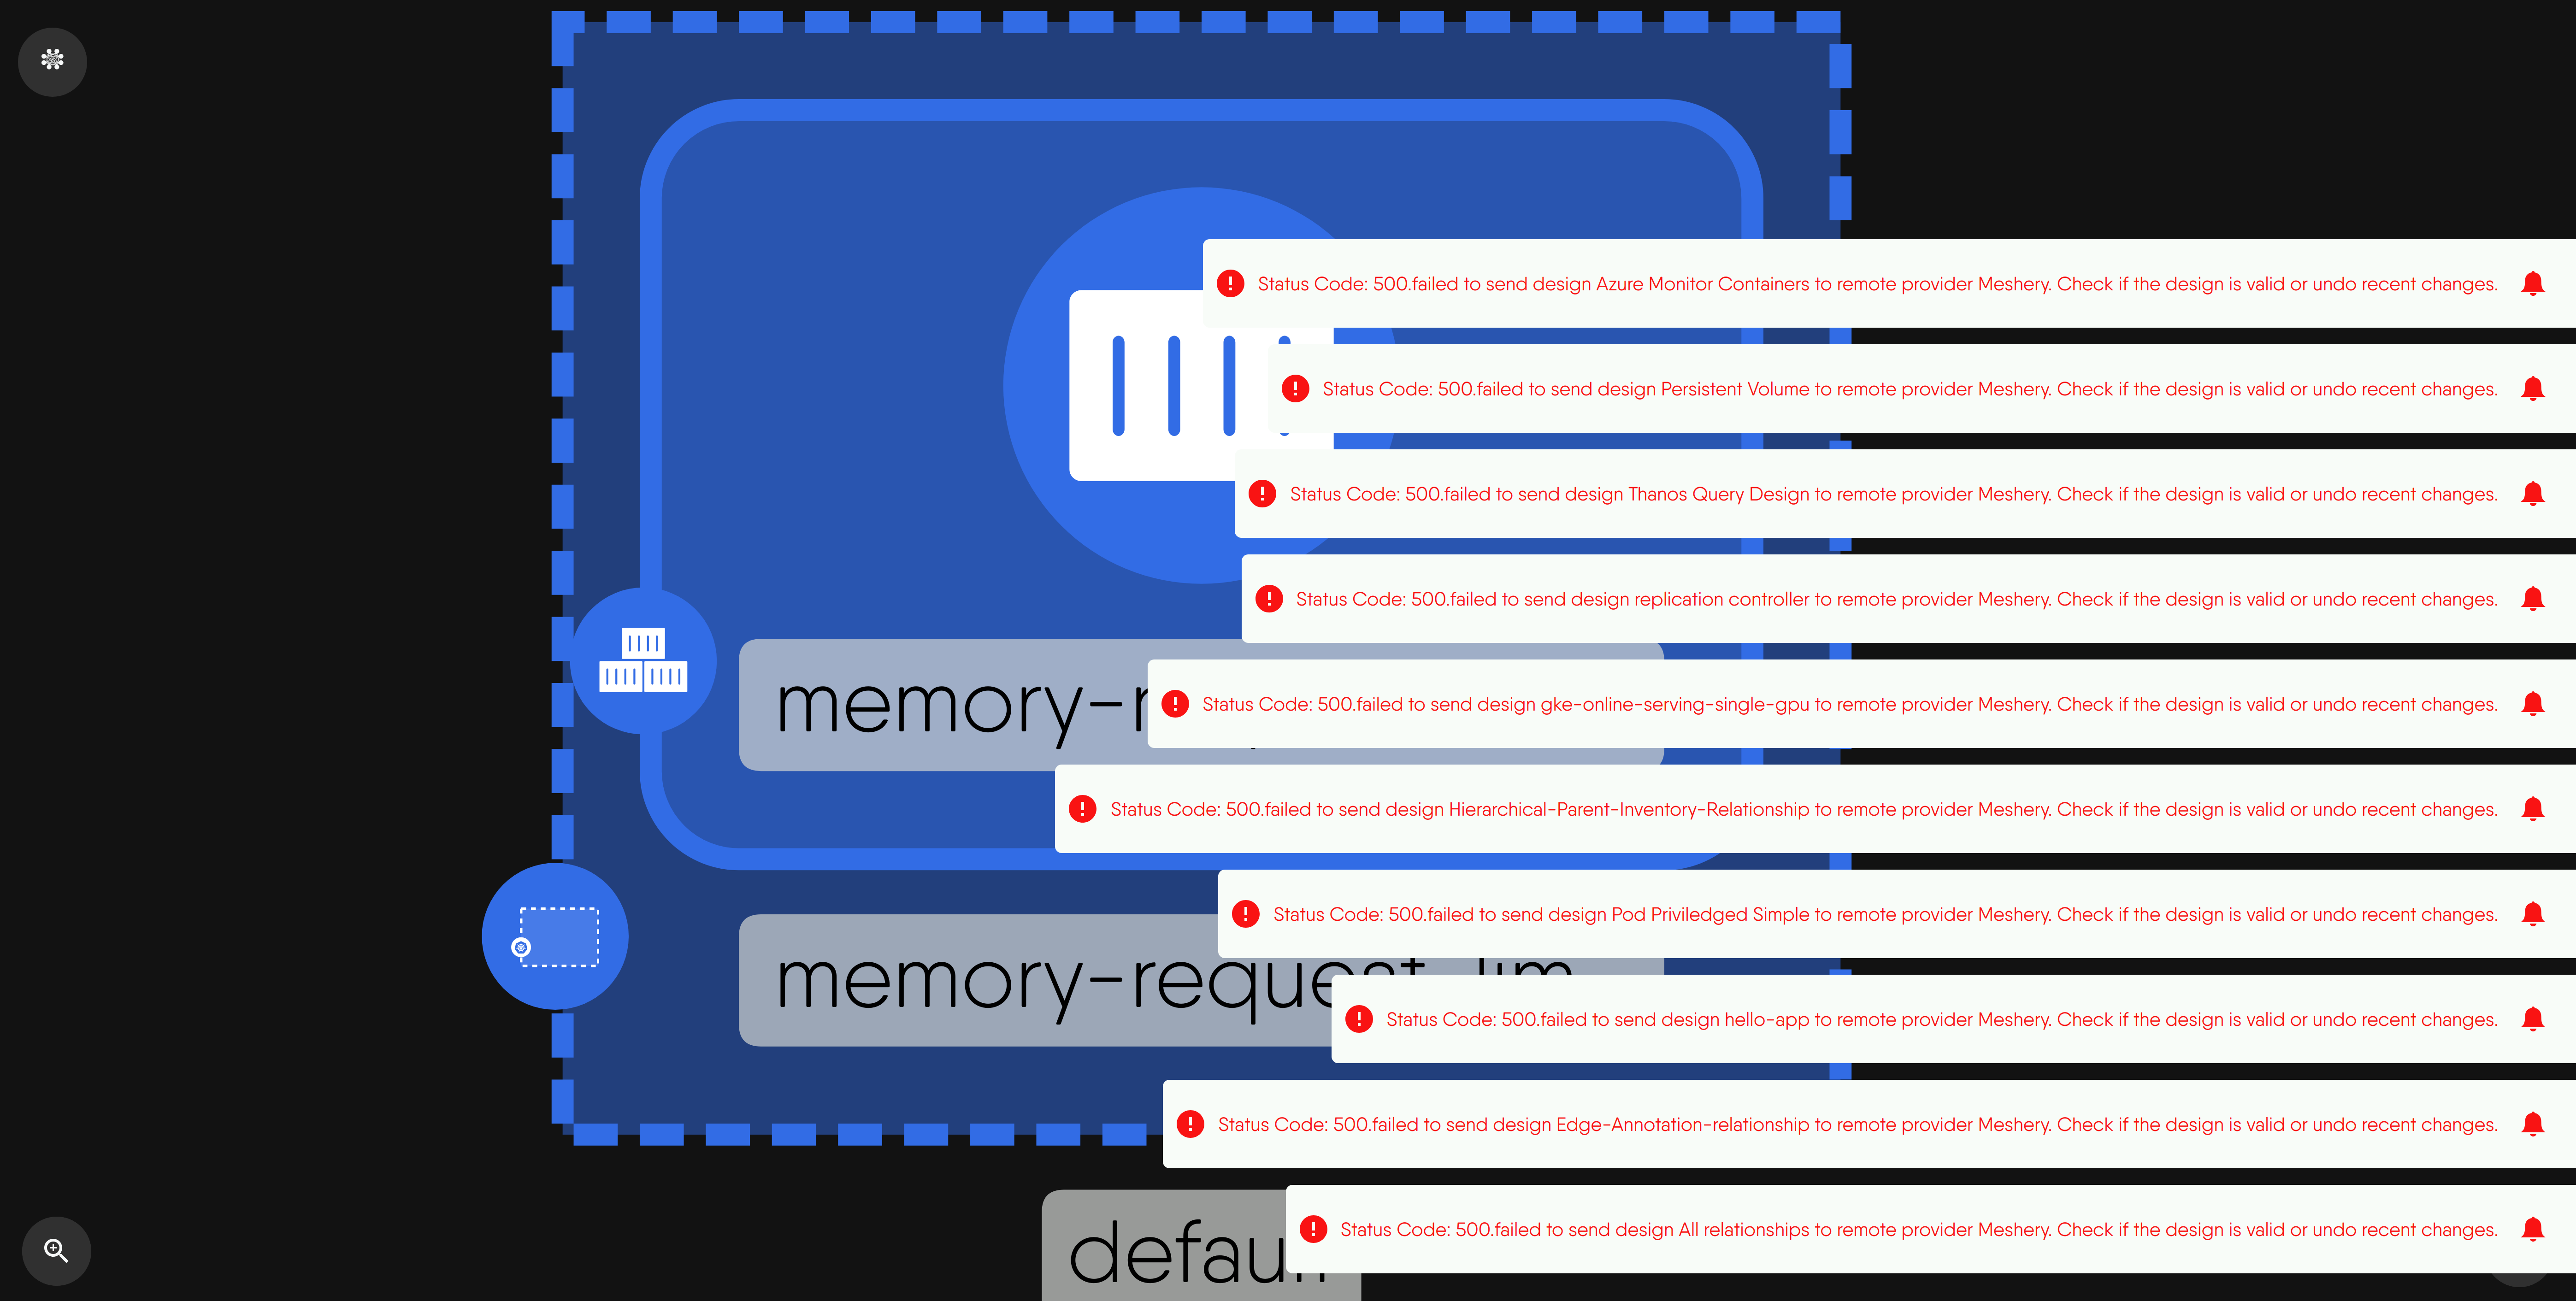 Status Code: 500.failed to send design Azure Monitor Containers to remote provider Meshery. Check if the design is valid or undo recent changes.
Status Code: 500.failed to send design Persistent Volume to remote provider Meshery. Check if the design is valid or undo recent changes.
Status Code: 500.failed to send design Thanos Query Design to remote provider Meshery. Check if the design is valid or undo recent changes.
Status Code: 500.failed to send design replication controller to remote provider Meshery. Check if the design is valid or undo recent changes.
memory-r
Status Code: 500.failed to send design gke-online-serving-single-gpu to remote provider Meshery. Check if the design is valid or undo recent changes.
Status Code: 500.failed to send design Hierarchical-Parent-Inventory-Relationship to remote provider Meshery. Check if the design is valid or undo recent changes.
Status Code: 500.failed to send design Pod Priviledged Simple to remote provider Meshery. Check if the design is valid or undo recent changes.
memory-request-lim
Status Code: 500.failed to send design hello-app to remote provider Meshery. Check if the design is valid or undo recent changes.
Status Code: 500.failed to send design Edge-Annotation-relationship to remote provider Meshery. Check if the design is valid or undo recent changes.
Status Code: 500.failed to send design All relationships to remote provider Meshery. Check if the design is valid or undo recent changes.
default